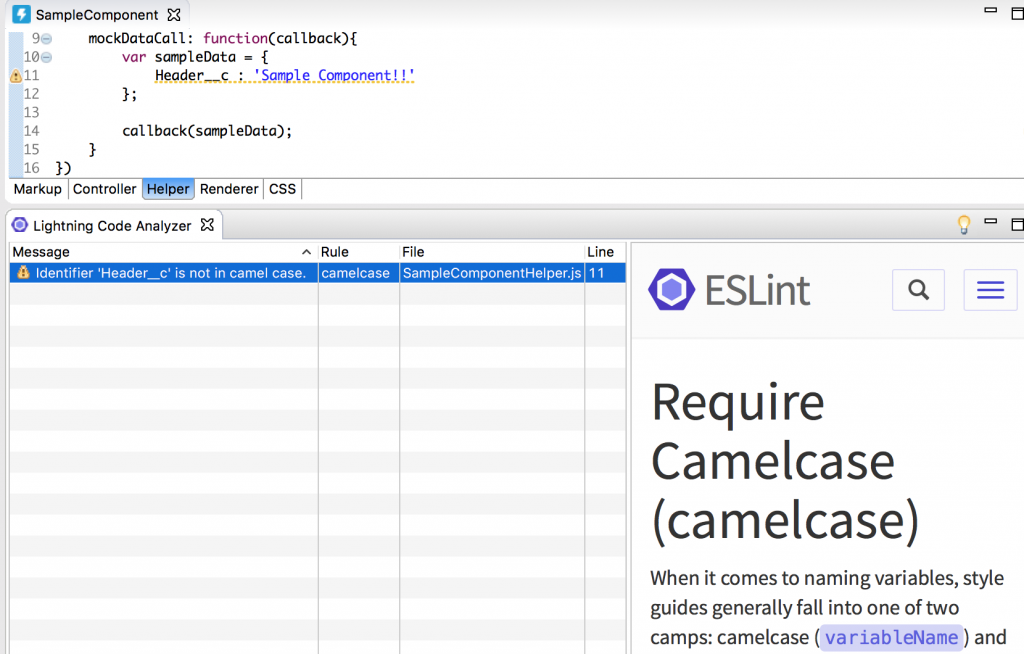 SampleComponent
9 mockDataCall: function(callback){
10 var sampleData = {
11 Header__c : 'Sample Component!!'
12 };
13
14 callback(sampleData);
15 }
16 })
Markup Controller Helper Renderer CSS
Lightning Code Analyzer
Message Rule File Line
Identifier 'Header__c' is not in camel case. camelcase SampleComponentHelper.js 11
ESLint
Require
Camelcase
(camelcase)
When it comes to naming variables, style
guides generally fall into one of two
camps: camelcase (variableName) and